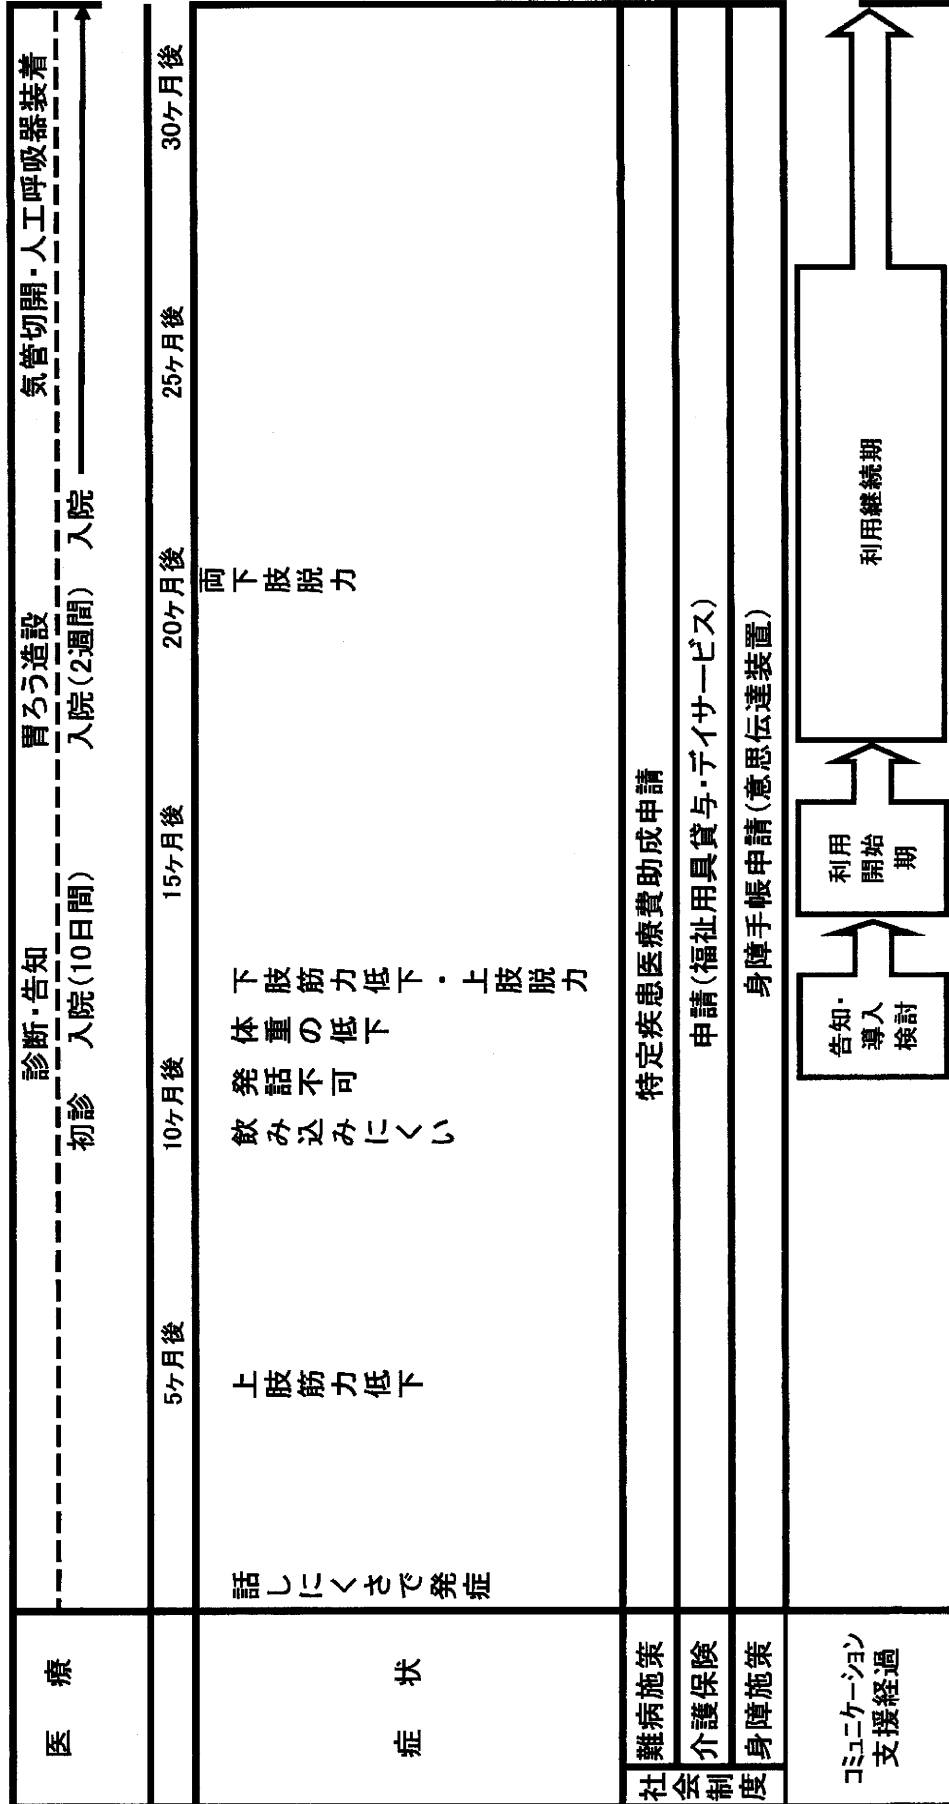 医　療
診断・告知　胃ろう造設　気管切開・人工呼吸器装着
初診　入院(10日間)　入院(2週間)　入院
5ヶ月後　10ヶ月後　15ヶ月後　20ヶ月後　25ヶ月後　30ヶ月後
症　状
話しにくさで発症
上肢筋力低下
飲み込みにくい
発話不可
体重の低下
下肢筋力低下・上肢脱力
両下肢脱力
社会制度
難病施策
特定疾患医療費助成申請
介護保険
申請(福祉用具貸与・デイサービス)
身障施策
身障手帳申請(意思伝達装置)
コミュニケーション
支援経過
告知・
導入
検討
利用
開始
期
利用継続期